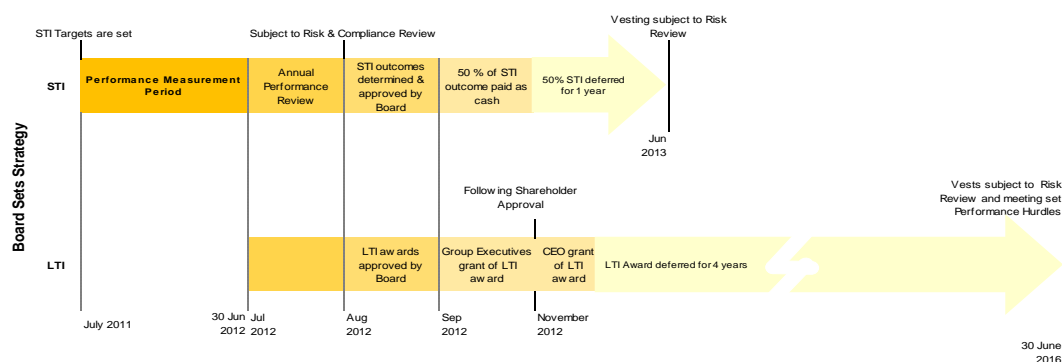 Vesting subject to Risk
Review
STI Targets are set
Subject to Risk & Compliance Review
Board Sets Strategy
STI
Performance Measurement
Period
Annual
Performance
Review
STI outcomes
determined &
approved by
Board
50 % of STI
outcome paid as
cash
50% STI deferred
for 1 year
Jun
2013
Following Shareholder
Approval
Vests subject to Risk
Review and meeting set
Performance Hurdles
LTI
LTI awards
approved by
Board
Group Executives
grant of LTI
award
CEO grant
of LTI
award
LTI Award deferred for 4 years
July 2011
30 Jun
2012
Jul
2012
Aug
2012
Sep
2012
November
2012
30 June
2016